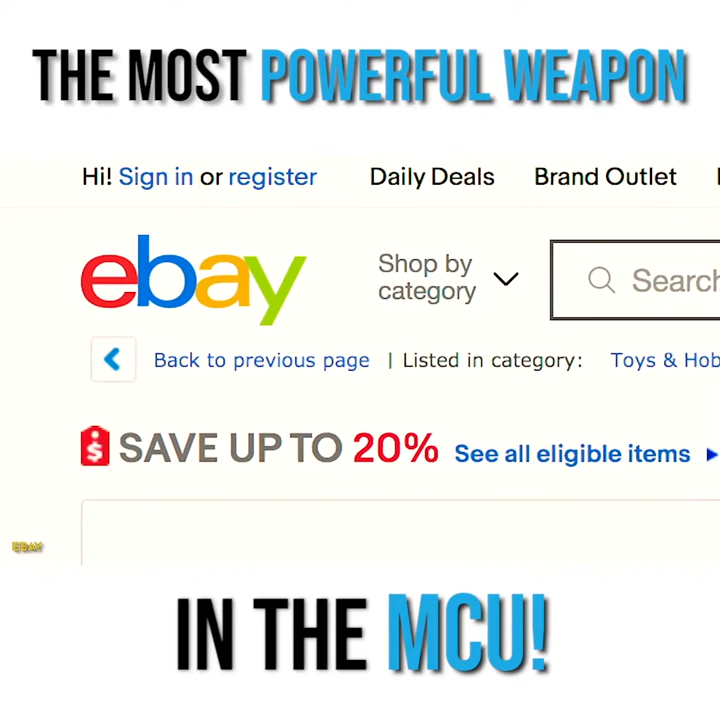 THE MOST POWERFUL WEAPON
Hi! Sign in or register Daily Deals Brand Outlet
ebay Shop by category Search
Back to previous page | Listed in category: Toys & Hob
$ SAVE UP TO 20% See all eligible items
EBAY
IN THE MCU!